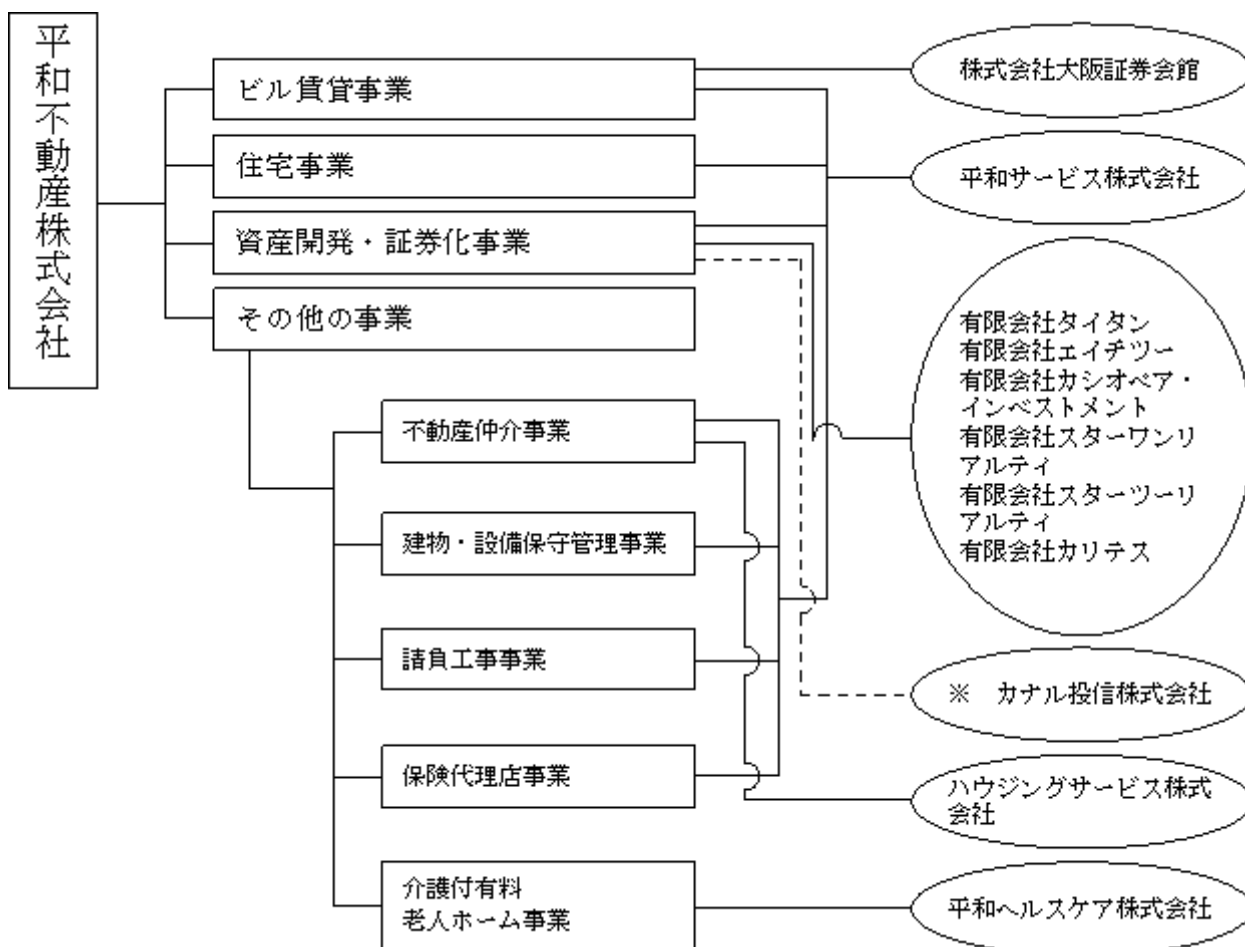 平和不動産株式会社
ビル賃貸事業
住宅事業
資産開発・証券化事業
その他の事業
不動産仲介事業
建物・設備保守管理事業
請負工事事業
保険代理店事業
介護付有料
老人ホーム事業
株式会社大阪証券会館
平和サービス株式会社
有限会社タイタン
有限会社エイチツー
有限会社カシオペア・
インベストメント
有限会社スターワンリ
アルティ
有限会社スターツーリ
アルティ
有限会社カリテス
※　カナル投信株式会社
ハウジングサービス株式
会社
平和ヘルスケア株式会社